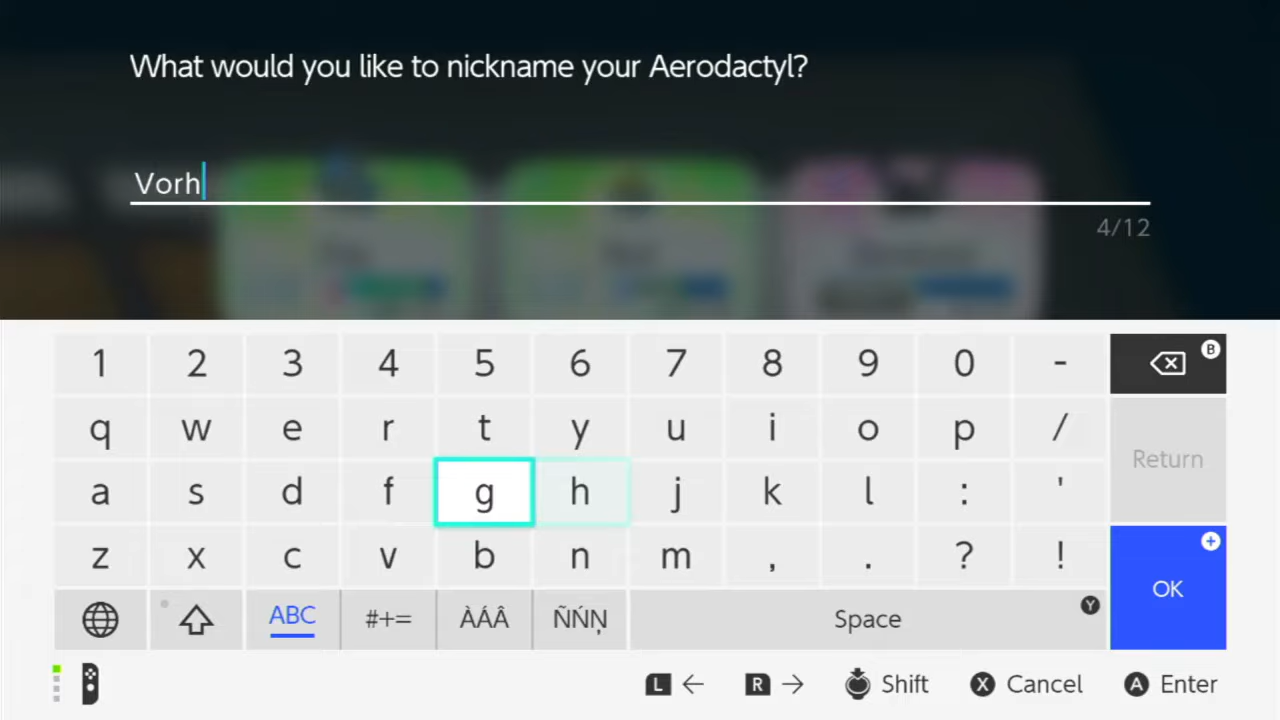 What would you like to nickname your Aerodactyl?
Vorh
4/12
1 2 3 4 5 6 7 8 9 0 - B
q w e r t y u i o p / Return
a s d f g h j k l : '
z x c v b n m , . ? ! + OK
ABC #+= ÀÁÂ ÑŃŅ Space Y
L ← R → Shift X Cancel A Enter